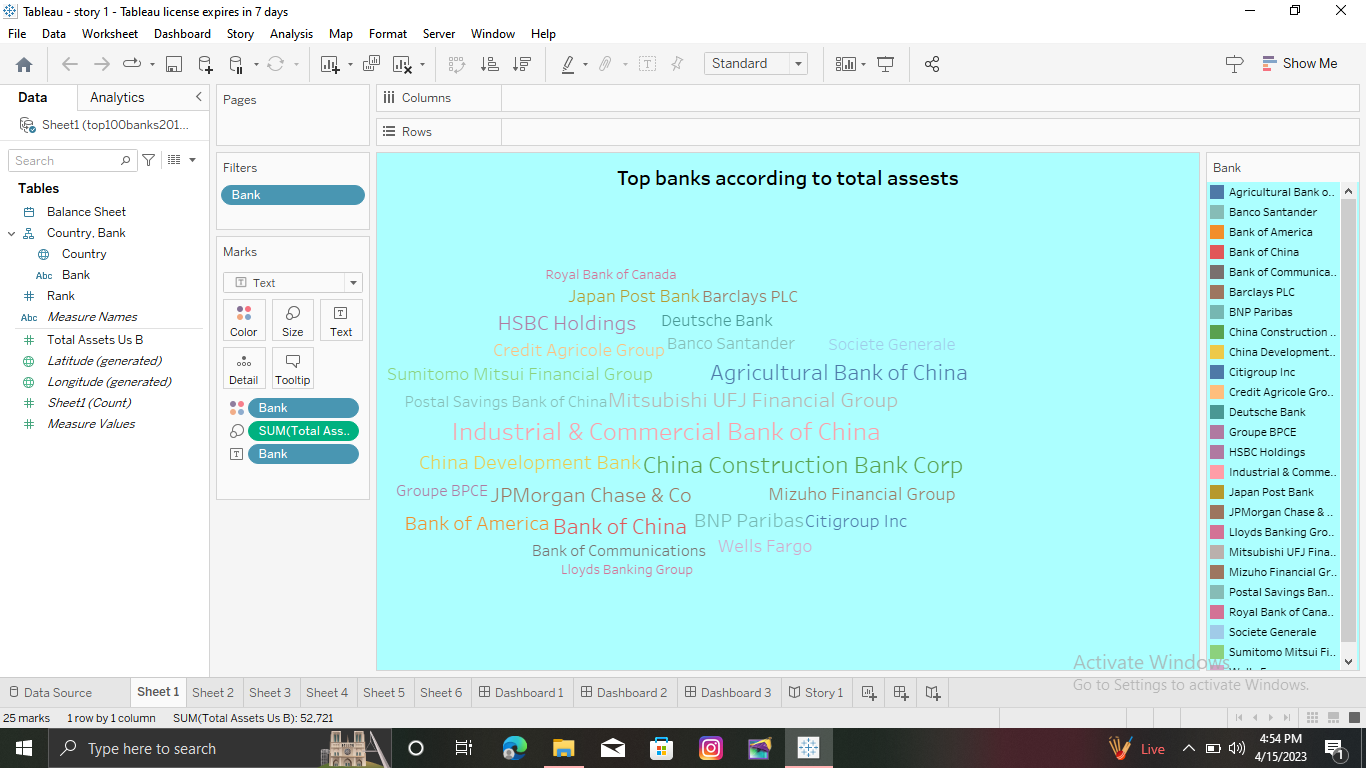 Tableau - story 1 - Tableau license expires in 7 days
File Data Worksheet Dashboard Story Analysis Map Format Server Window Help
Standard
Show Me
Data Analytics
Sheet1 (top100banks201...
Search
Tables
Balance Sheet
Country, Bank
Country
Abc Bank
Rank
Abc Measure Names
Total Assets Us B
Latitude (generated)
Longitude (generated)
Sheet1 (Count)
Measure Values
Pages
Filters
Bank
Marks
Text
Color Size Text
Detail Tooltip
Bank
SUM(Total Ass..
Bank
Columns
Rows
Top banks according to total assests
Royal Bank of Canada
Japan Post Bank Barclays PLC
HSBC Holdings Deutsche Bank
Credit Agricole Group Banco Santander Societe Generale
Sumitomo Mitsui Financial Group Agricultural Bank of China
Postal Savings Bank of China Mitsubishi UFJ Financial Group
Industrial & Commercial Bank of China
China Development Bank China Construction Bank Corp
Groupe BPCE JPMorgan Chase & Co Mizuho Financial Group
Bank of America Bank of China BNP Paribas Citigroup Inc
Bank of Communications Wells Fargo
Lloyds Banking Group
Bank
Agricultural Bank o..
Banco Santander
Bank of America
Bank of China
Bank of Communica..
Barclays PLC
BNP Paribas
China Construction ..
China Development..
Citigroup Inc
Credit Agricole Gro..
Deutsche Bank
Groupe BPCE
HSBC Holdings
Industrial & Comme..
Japan Post Bank
JPMorgan Chase & ..
Lloyds Banking Gro..
Mitsubishi UFJ Fina..
Mizuho Financial Gr..
Postal Savings Ban..
Royal Bank of Cana..
Societe Generale
Sumitomo Mitsui Fi..
Activate Windows
Go to Settings to activate Windows.
Data Source Sheet 1 Sheet 2 Sheet 3 Sheet 4 Sheet 5 Sheet 6 Dashboard 1 Dashboard 2 Dashboard 3 Story 1
25 marks 1 row by 1 column SUM(Total Assets Us B): 52,721
Type here to search
Live
4:54 PM
4/15/2023
1